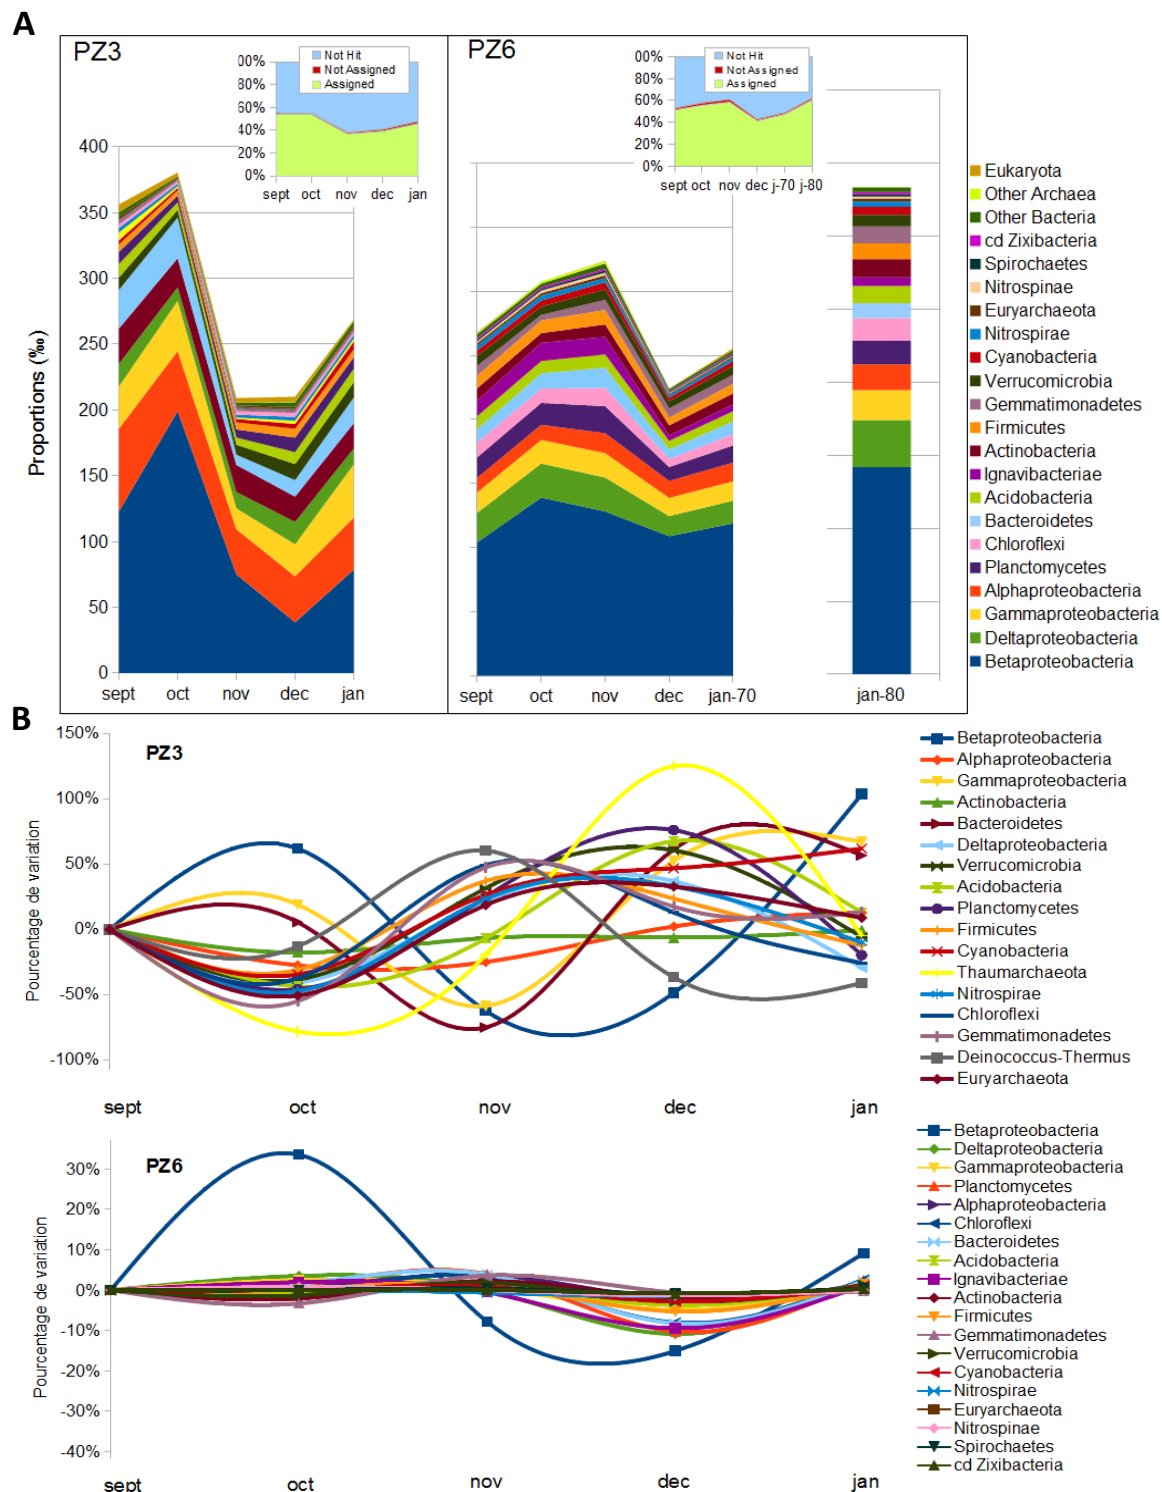 A
PZ3
Not Hit
Not Assigned
Assigned
00%
80%
60%
40%
20%
0%
sept oct nov dec jan
PZ6
Not Hit
Not Assigned
Assigned
00%
80%
60%
40%
20%
0%
sept oct nov dec j-70 j-80
Proportions (‰)
400
350
300
250
200
150
100
50
0
sept oct nov dec jan
sept oct nov dec jan-70
jan-80
Eukaryota
Other Archaea
Other Bacteria
cd Zixibacteria
Spirochaetes
Nitrospinae
Euryarchaeota
Nitrospirae
Cyanobacteria
Verrucomicrobia
Gemmatimonadetes
Firmicutes
Actinobacteria
Ignavibacteriae
Acidobacteria
Bacteroidetes
Chloroflexi
Planctomycetes
Alphaproteobacteria
Gammaproteobacteria
Deltaproteobacteria
Betaproteobacteria
B
PZ3
Pourcentage de variation
150%
100%
50%
0%
-50%
-100%
sept oct nov dec jan
Betaproteobacteria
Alphaproteobacteria
Gammaproteobacteria
Actinobacteria
Bacteroidetes
Deltaproteobacteria
Verrucomicrobia
Acidobacteria
Planctomycetes
Firmicutes
Cyanobacteria
Thaumarchaeota
Nitrospirae
Chloroflexi
Gemmatimonadetes
Deinococcus-Thermus
Euryarchaeota
PZ6
Pourcentage de variation
30%
20%
10%
0%
-10%
-20%
-30%
-40%
sept oct nov dec jan
Betaproteobacteria
Deltaproteobacteria
Gammaproteobacteria
Planctomycetes
Alphaproteobacteria
Chloroflexi
Bacteroidetes
Acidobacteria
Ignavibacteriae
Actinobacteria
Firmicutes
Gemmatimonadetes
Verrucomicrobia
Cyanobacteria
Nitrospirae
Euryarchaeota
Nitrospinae
Spirochaetes
cd Zixibacteria